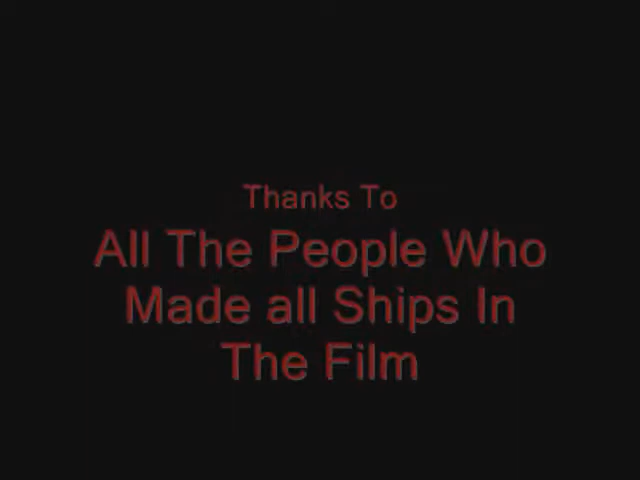 Thanks To
All The People Who
Made all Ships In
The Film